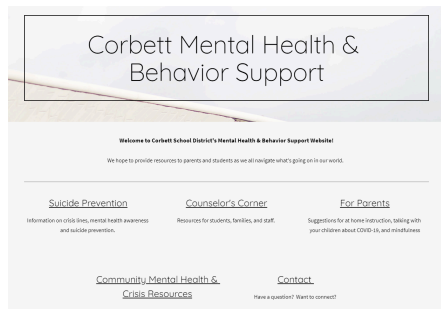 Corbett Mental Health &
Behavior Support
Welcome to Corbett School District's Mental Health & Behavior Support Website!
We hope to provide resources to parents and students as we all navigate what's going on in our world.
Suicide Prevention
Information on crisis lines, mental health awareness
and suicide prevention.
Counselor's Corner
Resources for students, families, and staff.
For Parents
Suggestions for at home instruction, talking with
your children about COVID-19, and mindfulness
Community Mental Health &
Crisis Resources
Contact
Have a question? Want to connect?